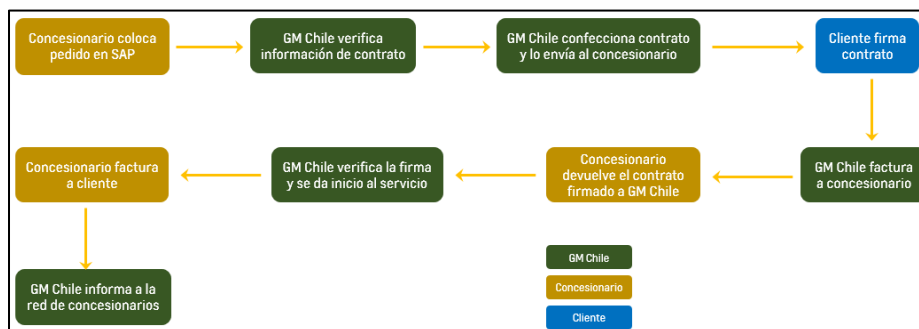 Concesionario coloca
pedido en SAP
GM Chile verifica
información de contrato
GM Chile confecciona contrato
y lo envía al concesionario
Cliente firma
contrato
Concesionario factura
a cliente
GM Chile verifica la firma
y se da inicio al servicio
Concesionario
devuelve el contrato
firmado a GM Chile
GM Chile factura
a concesionario
GM Chile informa a la
red de concesionarios
GM Chile
Concesionario
Cliente